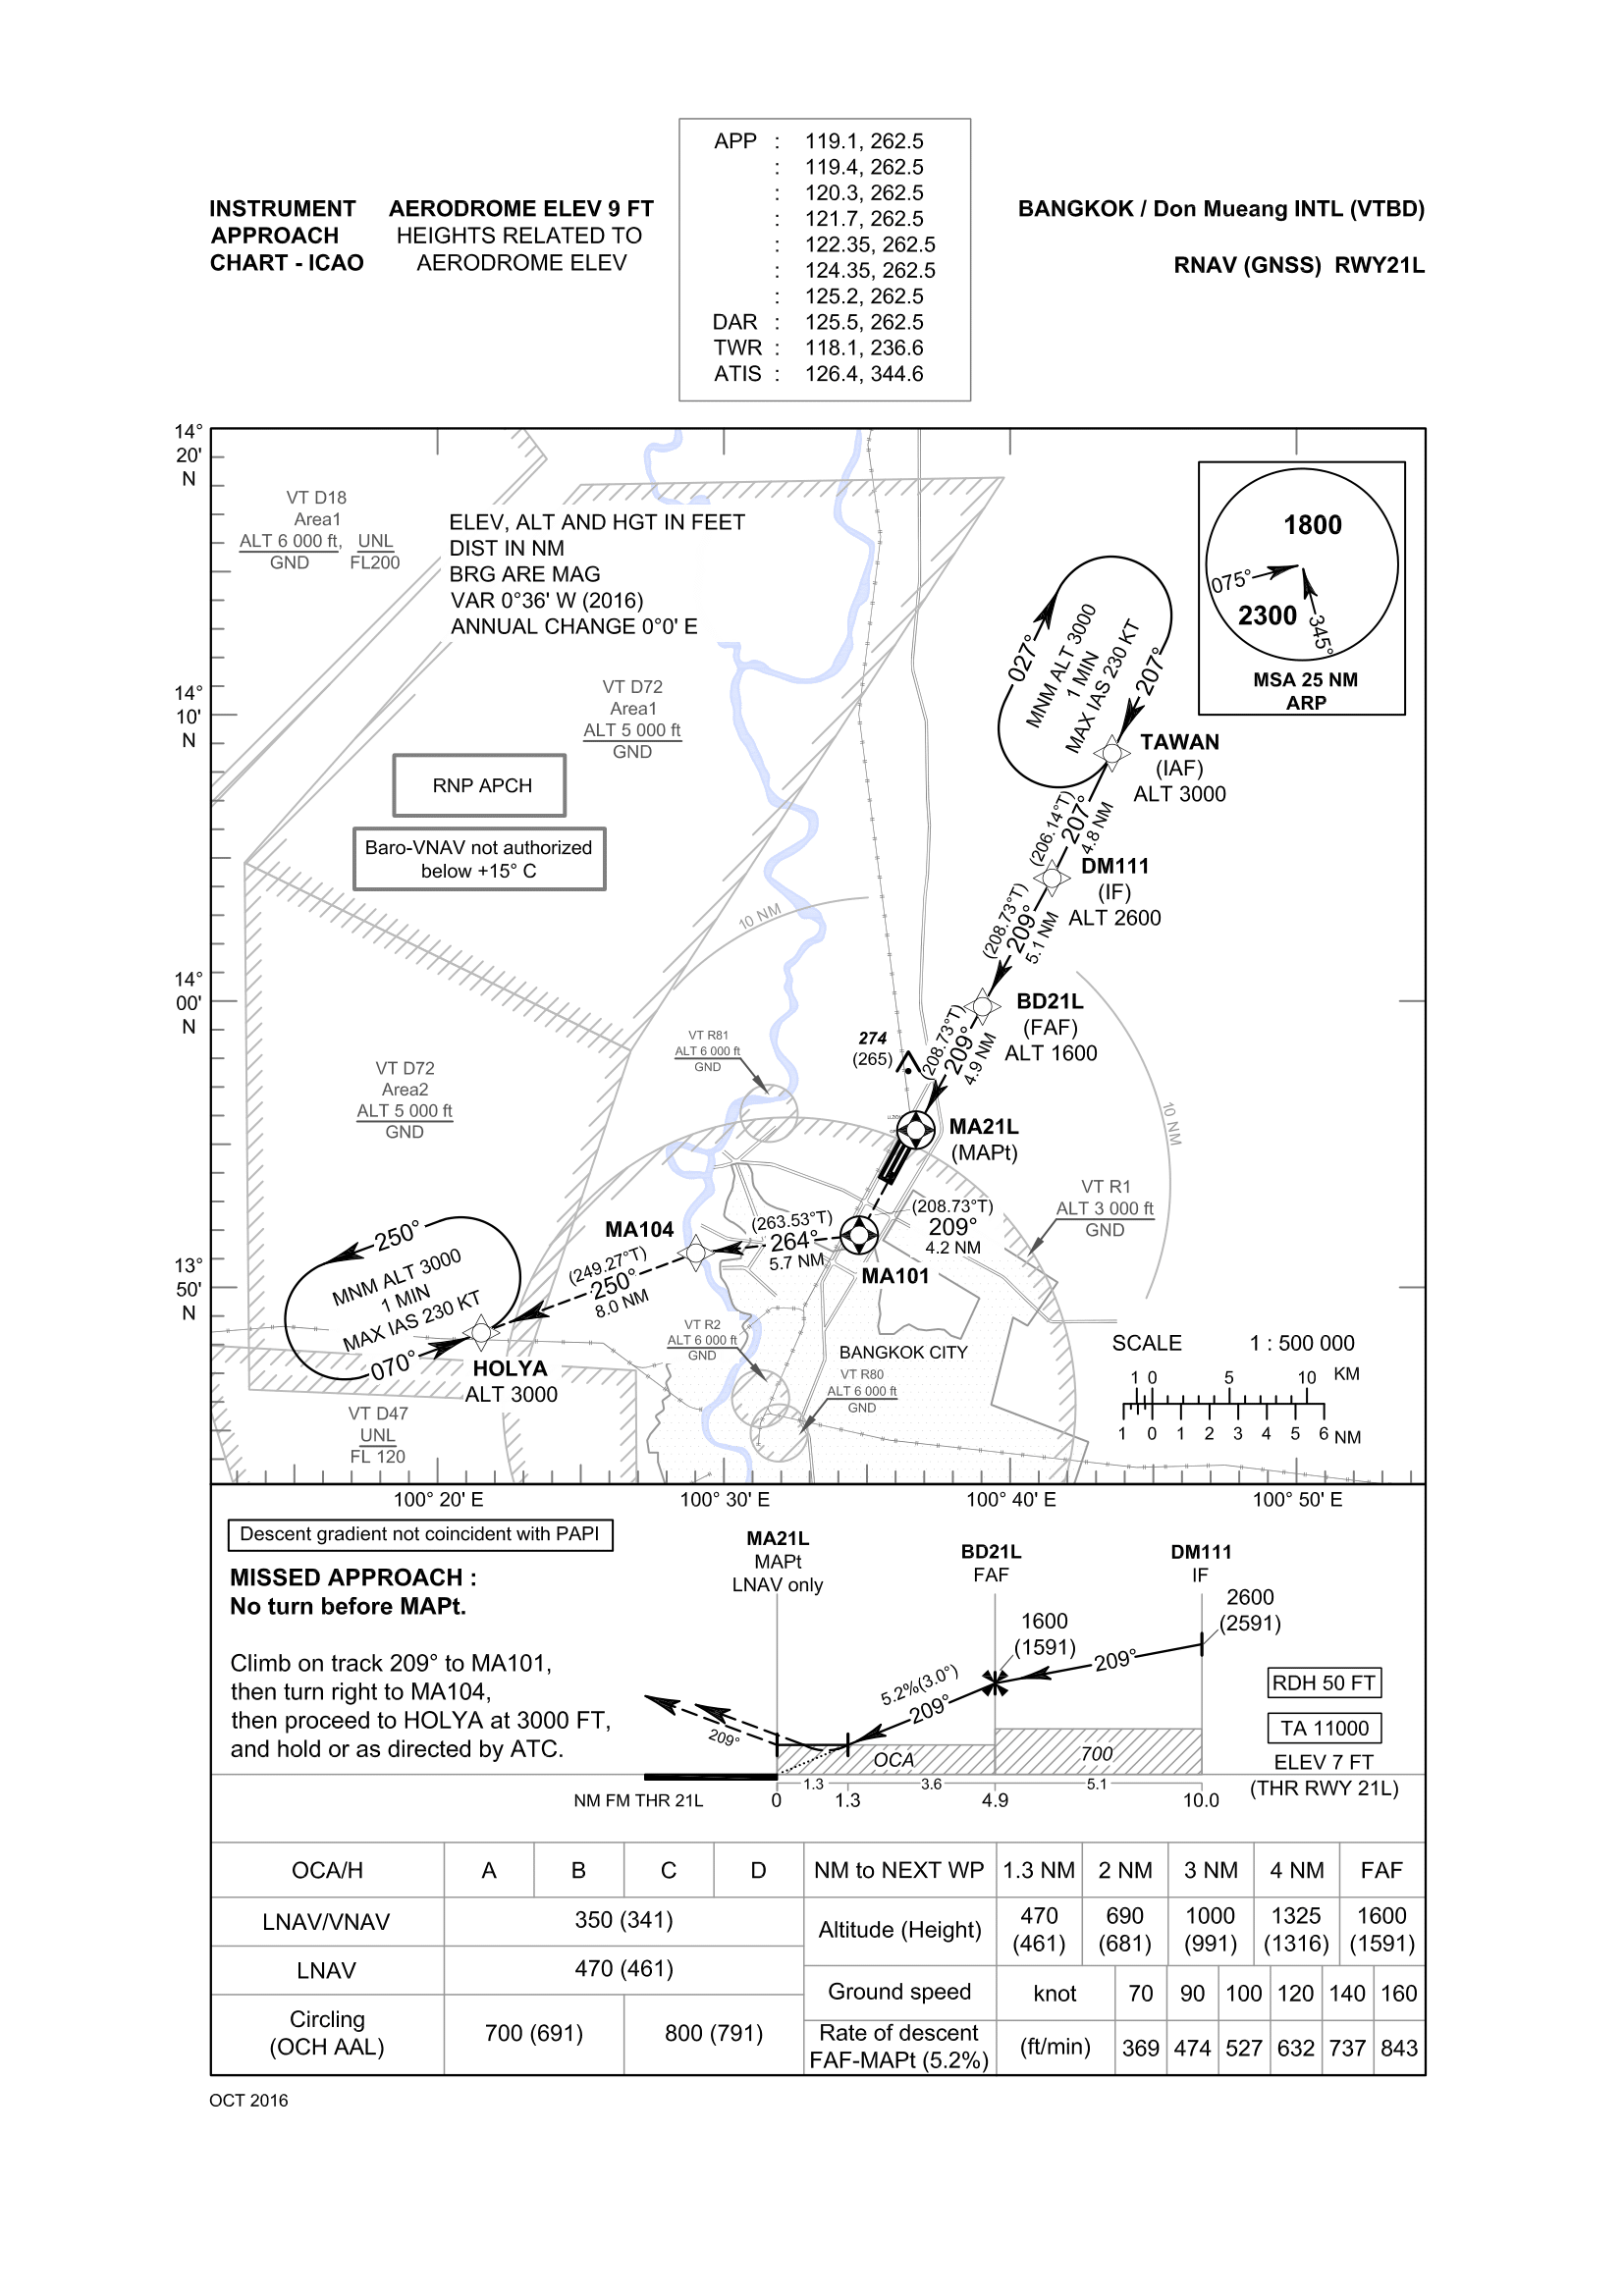 APP : 119.1, 262.5
: 119.4, 262.5
: 120.3, 262.5
: 121.7, 262.5
: 122.35, 262.5
: 124.35, 262.5
: 125.2, 262.5
DAR : 125.5, 262.5
TWR : 118.1, 236.6
ATIS : 126.4, 344.6
INSTRUMENT
APPROACH
CHART - ICAO
AERODROME ELEV 9 FT
HEIGHTS RELATED TO
AERODROME ELEV
BANGKOK / Don Mueang INTL (VTBD)
RNAV (GNSS) RWY21L
14°
20'
N
14°
10'
N
14°
00'
N
13°
50'
N
VT D18
Area1
ALT 6 000 ft, UNL
GND FL200
ELEV, ALT AND HGT IN FEET
DIST IN NM
BRG ARE MAG
VAR 0°36' W (2016)
ANNUAL CHANGE 0°0' E
VT D72
Area1
ALT 5 000 ft
GND
RNP APCH
Baro-VNAV not authorized
below +15° C
1800
075°
2300
345°
MSA 25 NM
ARP
027°
MNM ALT 3000
1 MIN
MAX IAS 230 KT
207°
TAWAN
(IAF)
ALT 3000
(206.14°T)
207°
4.8 NM
DM111
(IF)
ALT 2600
(208.73°T)
209°
5.1 NM
10 NM
BD21L
(FAF)
ALT 1600
(208.73°T)
209°
4.9 NM
274
(265)
VT R81
ALT 6 000 ft
GND
MA21L
(MAPt)
10 NM
VT D72
Area2
ALT 5 000 ft
GND
VT R1
ALT 3 000 ft
GND
(208.73°T)
209°
4.2 NM
MA101
(263.53°T)
264°
5.7 NM
MA104
(249.27°T)
250°
8.0 NM
250°
MNM ALT 3000
1 MIN
MAX IAS 230 KT
070°
HOLYA
ALT 3000
VT R2
ALT 6 000 ft
GND
BANGKOK CITY
VT R80
ALT 6 000 ft
GND
VT D47
UNL
FL 120
SCALE 1 : 500 000
1 0 5 10 KM
1 0 1 2 3 4 5 6 NM
100° 20' E
100° 30' E
100° 40' E
100° 50' E
Descent gradient not coincident with PAPI
MISSED APPROACH :
No turn before MAPt.
Climb on track 209° to MA101,
then turn right to MA104,
then proceed to HOLYA at 3000 FT,
and hold or as directed by ATC.
MA21L
MAPt
LNAV only
BD21L
FAF
DM111
IF
2600
(2591)
1600
(1591)
209°
5.2%(3.0°)
209°
209°
OCA
700
RDH 50 FT
TA 11000
ELEV 7 FT
(THR RWY 21L)
1.3 3.6 5.1
NM FM THR 21L 0 1.3 4.9 10.0
OCA/H A B C D
LNAV/VNAV 350 (341)
LNAV 470 (461)
Circling
(OCH AAL)
700 (691) 800 (791)
NM to NEXT WP 1.3 NM 2 NM 3 NM 4 NM FAF
Altitude (Height)
470 690 1000 1325 1600
(461) (681) (991) (1316) (1591)
Ground speed knot 70 90 100 120 140 160
Rate of descent
FAF-MAPt (5.2%)
(ft/min) 369 474 527 632 737 843
OCT 2016